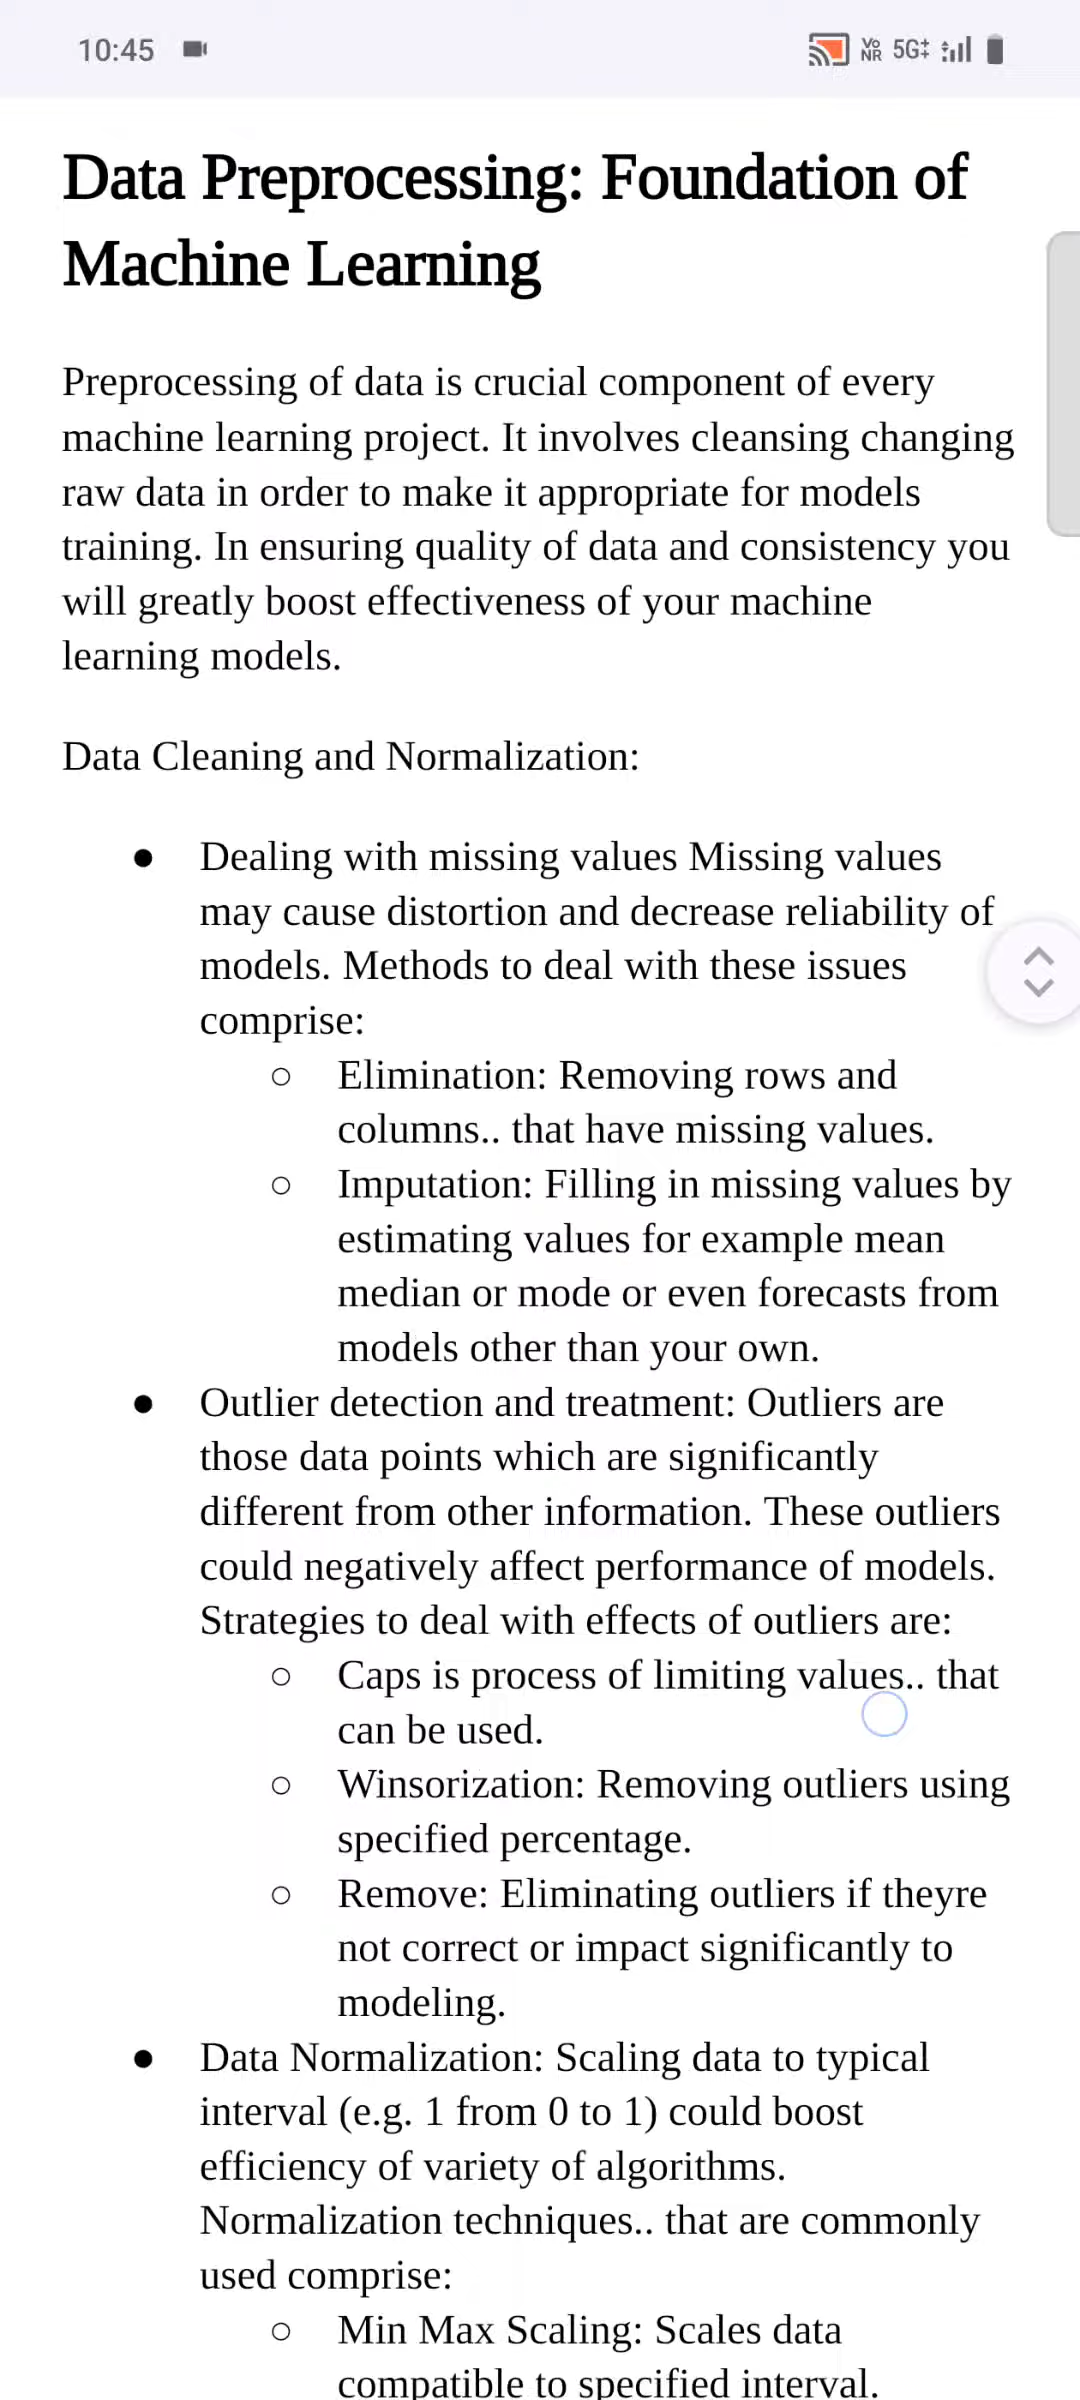 10:45
Vo
NR 5G
Data Preprocessing: Foundation of
Machine Learning
Preprocessing of data is crucial component of every
machine learning project. It involves cleansing changing
raw data in order to make it appropriate for models
training. In ensuring quality of data and consistency you
will greatly boost effectiveness of your machine
learning models.
Data Cleaning and Normalization:
● Dealing with missing values Missing values
may cause distortion and decrease reliability of
models. Methods to deal with these issues
comprise:
○ Elimination: Removing rows and
columns.. that have missing values.
○ Imputation: Filling in missing values by
estimating values for example mean
median or mode or even forecasts from
models other than your own.
● Outlier detection and treatment: Outliers are
those data points which are significantly
different from other information. These outliers
could negatively affect performance of models.
Strategies to deal with effects of outliers are:
○ Caps is process of limiting values.. that
can be used.
○ Winsorization: Removing outliers using
specified percentage.
○ Remove: Eliminating outliers if theyre
not correct or impact significantly to
modeling.
● Data Normalization: Scaling data to typical
interval (e.g. 1 from 0 to 1) could boost
efficiency of variety of algorithms.
Normalization techniques.. that are commonly
used comprise:
○ Min Max Scaling: Scales data
compatible to specified interval.